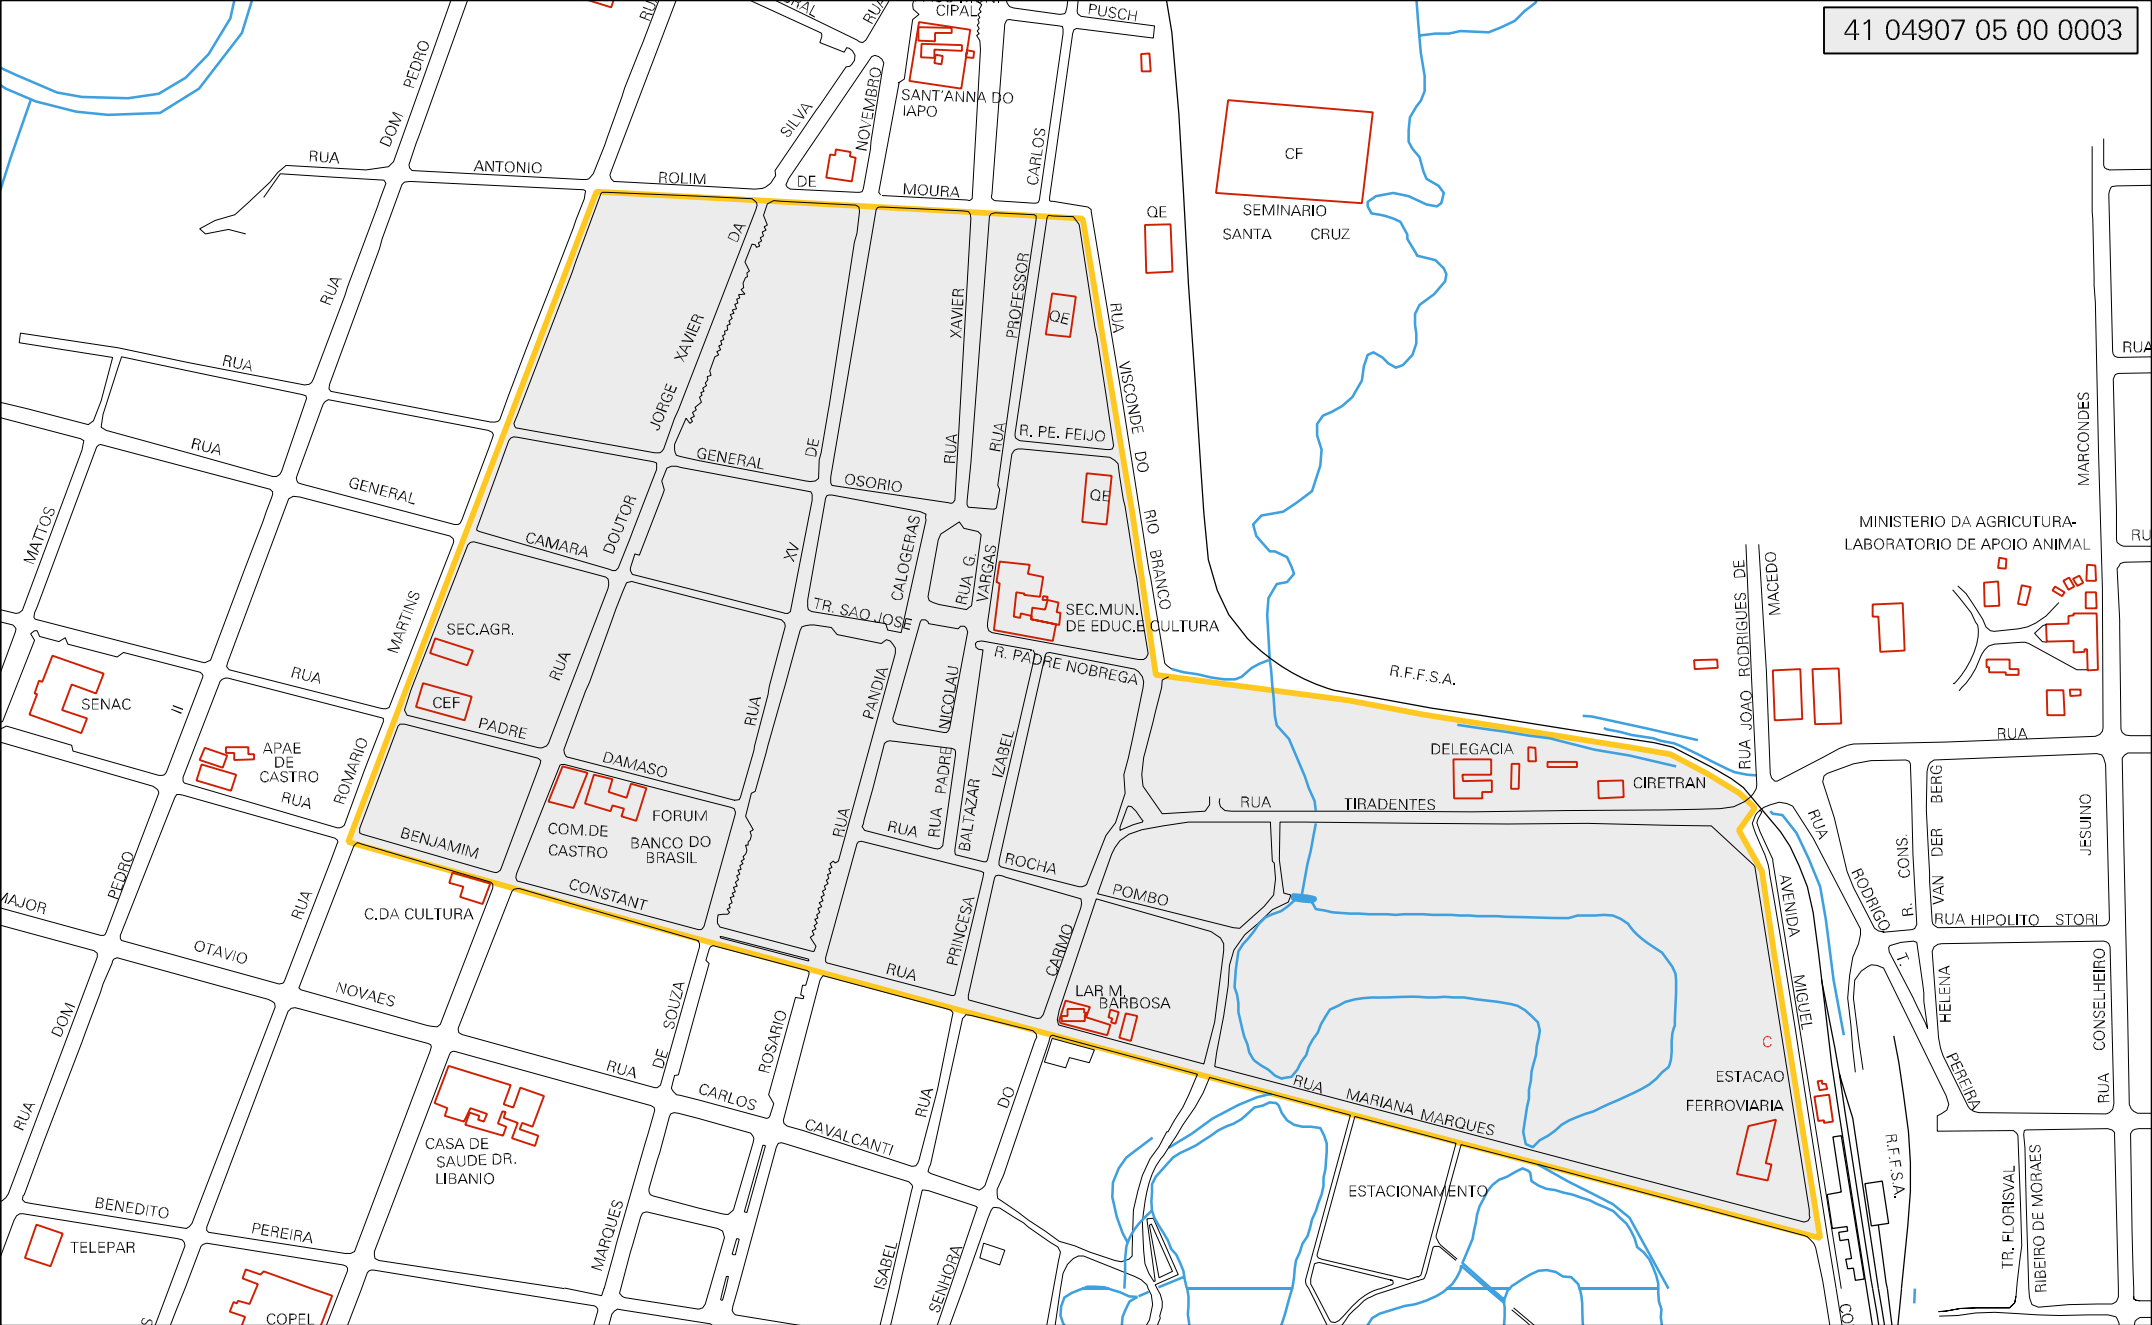 41 04907 05 00 0003
CIPAL
PUSCH
RUA
SANT'ANNA DO
IAPO
DOM
PEDRO
RUA
ANTONIO
ROLIM
DE
MOURA
SILVA
NOVEMBRO
CARLOS
CF
SEMINARIO
SANTA CRUZ
QE
RUA
DA
XAVIER
JORGE
XAVIER
PROFESSOR
QE
RUA
VISCONDE
DO
RIO
BRANCO
RUA
RUA
GENERAL
DE
GENERAL
OSORIO
RUA
RUA
R. PE. FEIJO
QE
MATTOS
MARTINS
CAMARA
DOUTOR
XV
CALOGERAS
RUA G.
VARGAS
TR. SAO JOSE
SEC.MUN.
DE EDUC.E CULTURA
R. PADRE NOBREGA
SEC.AGR.
CEF
RUA
RUA
PADRE
DAMASO
RUA
RUA
PANDIA
NICOLAU
RUA PADRE
IZABEL
BALTAZAR
SENAC
II
APAE
DE
CASTRO
RUA
ROMARIO
BENJAMIM
CONSTANT
COM.DE
CASTRO
FORUM
BANCO DO
BRASIL
RUA
ROCHA
POMBO
R.F.F.S.A.
DELEGACIA
CIRETRAN
RUA
TIRADENTES
RUA JOAO RODRIGUES DE
MACEDO
MINISTERIO DA AGRICUTURA-
LABORATORIO DE APOIO ANIMAL
MARCONDES
RUA
RU
RUA
RUA
RODRIGO
R. CONS.
VAN DER BERG
JESUINO
RUA HIPOLITO STORI
T.
HELENA
PEREIRA
RUA CONSELHEIRO
AVENIDA
MIGUEL
MAJOR
PEDRO
OTAVIO
RUA
NOVAES
C.DA CULTURA
DOM
RUA
RUA
DE
SOUZA
CARLOS
ROSARIO
RUA
PRINCESA
CARMO
LAR M.
BARBOSA
RUA
MARIANA MARQUES
C
ESTACAO
FERROVIARIA
ESTACIONAMENTO
R.F.F.S.A.
TR. FLORISVAL
RIBEIRO DE MORAES
CASA DE
SAUDE DR.
LIBANIO
CAVALCANTI
RUA
DO
BENEDITO
PEREIRA
TELEPAR
COPEL
MARQUES
ISABEL
SENHORA
CO